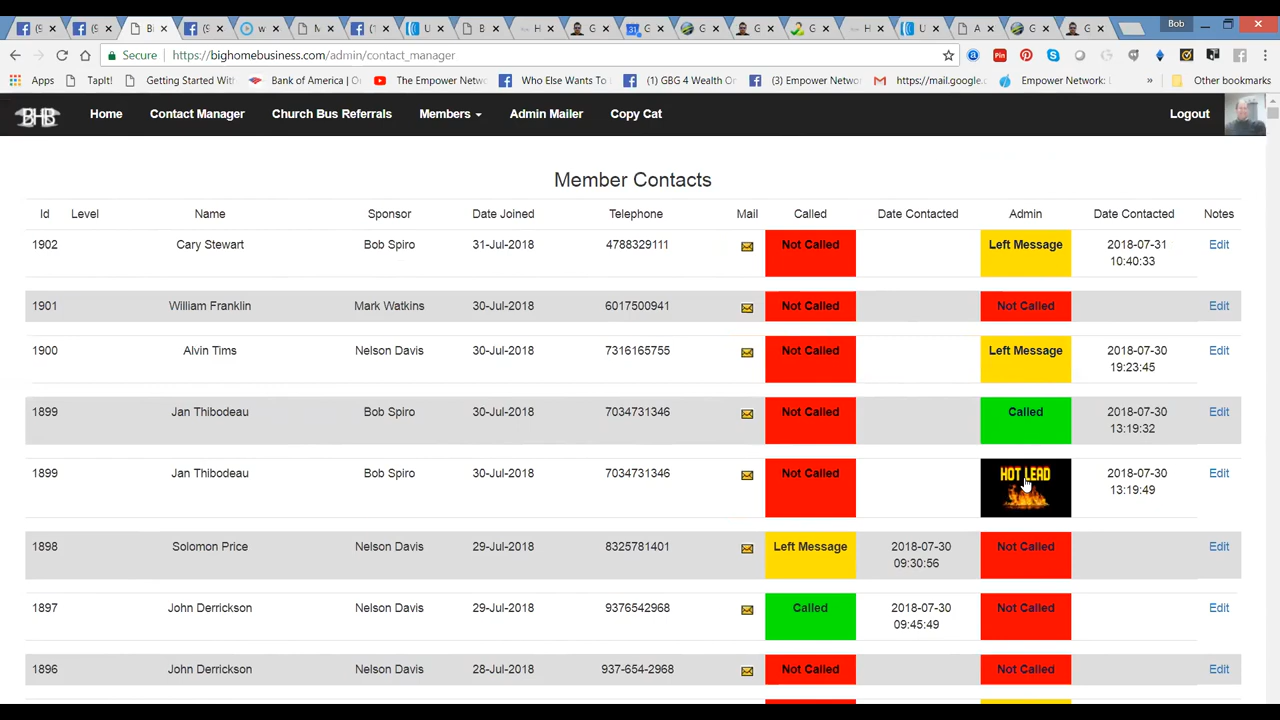 (5
(5
Bi
(5
W
M
("
U
B
H
G
31
G
G
G
G
H
U
A
G
G
Bob
Secure
https://bighomebusiness.com/admin/contact_manager
Apps
TapIt!
Getting Started With
Bank of America | O
The Empower Netwo
Who Else Wants To
(1) GBG 4 Week Or
(3) Empower Netwo
https://mail.google.c
Empower Network: L
»
Other bookmarks
BHB
Home
Contact Manager
Church Bus Referrals
Members
Admin Mailer
Copy Cat
Logout
Member Contacts
Id Level Name Sponsor Date Joined Telephone Mail Called Date Contacted Admin Date Contacted Notes
1902 Cary Stewart Bob Spiro 31-Jul-2018 4788329111 Not Called Left Message 2018-07-31 Edit
10:40:33
1901 William Franklin Mark Watkins 30-Jul-2018 6017500941 Not Called Not Called Edit
1900 Alvin Tims Nelson Davis 30-Jul-2018 7316165755 Not Called Left Message 2018-07-30 Edit
19:23:45
1899 Jan Thibodeau Bob Spiro 30-Jul-2018 7034731346 Not Called Called 2018-07-30 Edit
13:19:32
1899 Jan Thibodeau Bob Spiro 30-Jul-2018 7034731346 Not Called HOT LEAD 2018-07-30 Edit
13:19:49
1898 Solomon Price Nelson Davis 29-Jul-2018 8325781401 Left Message 2018-07-30 Not Called Edit
09:30:56
1897 John Derrickson Nelson Davis 29-Jul-2018 9376542968 Called 2018-07-30 Not Called Edit
09:45:49
1896 John Derrickson Nelson Davis 28-Jul-2018 937-654-2968 Not Called Not Called Edit